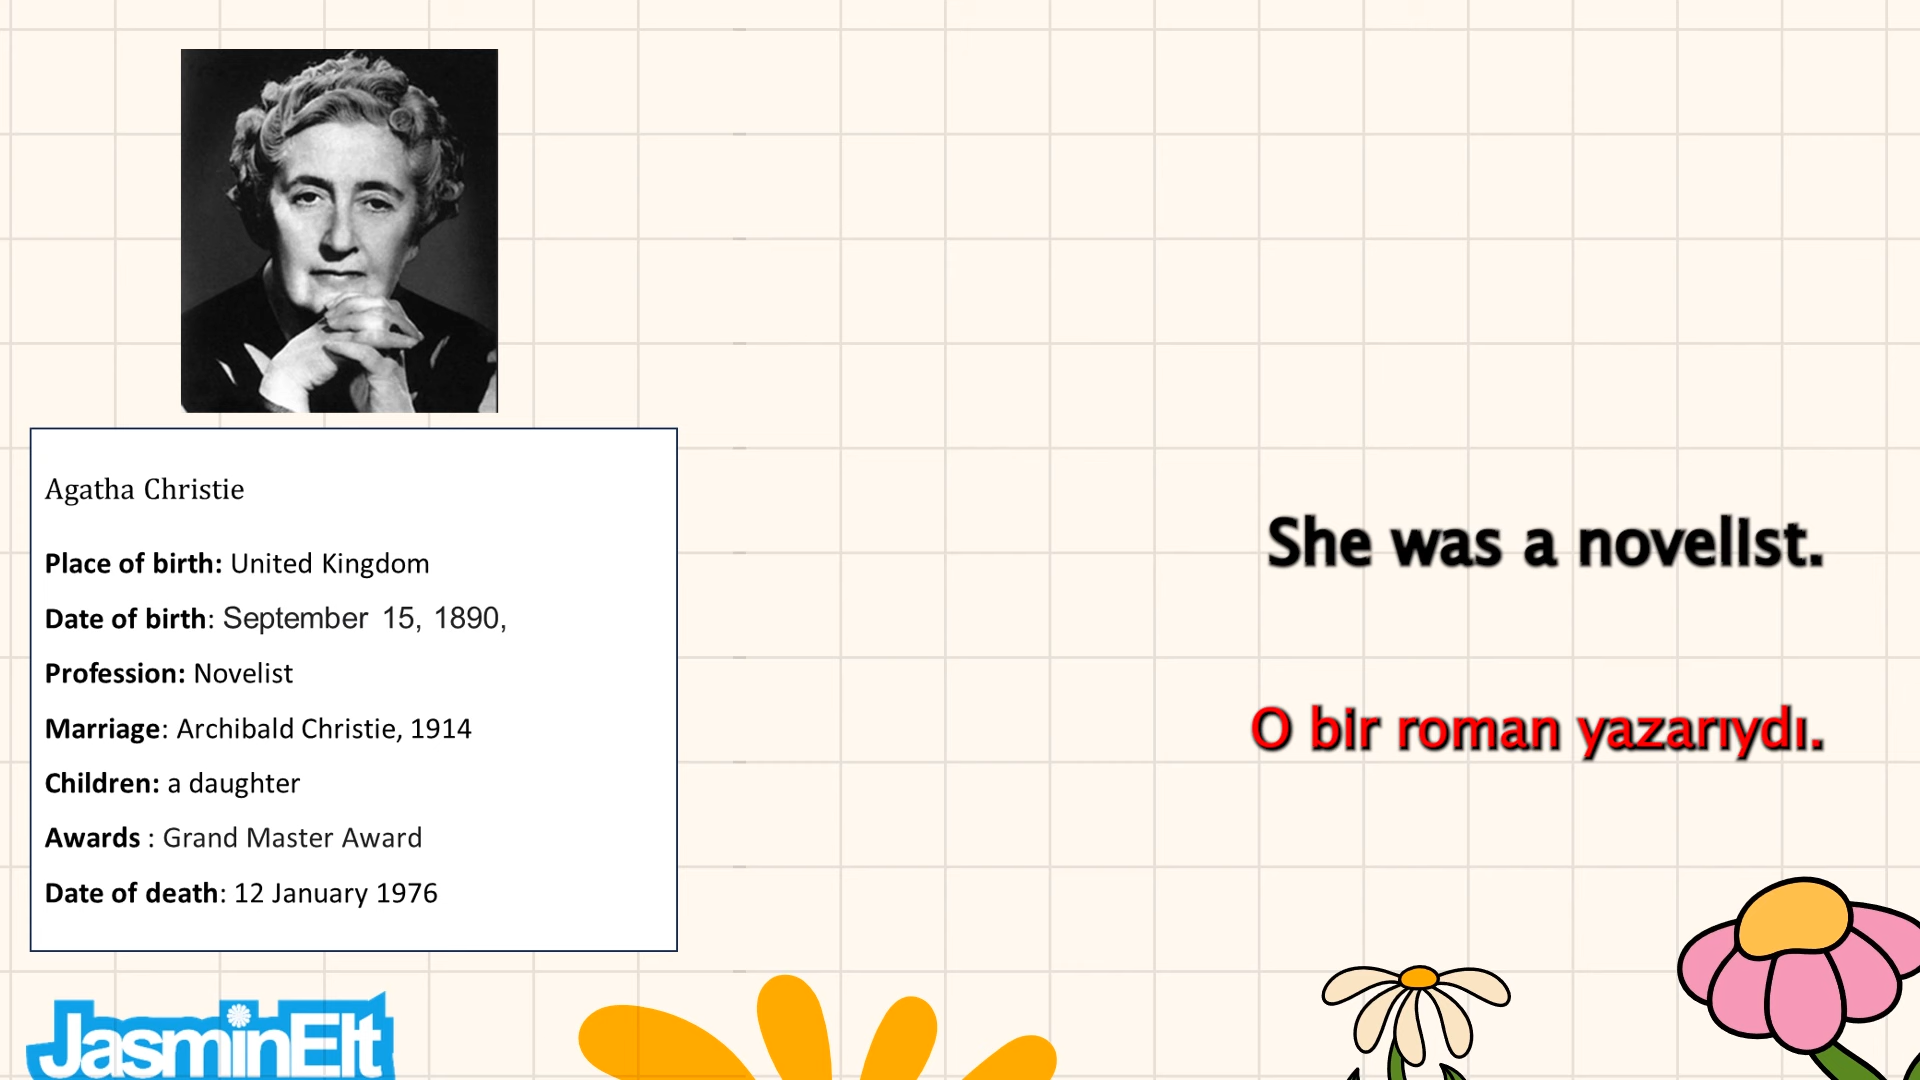 Agatha Christie
Place of birth: United Kingdom
Date of birth: September 15, 1890,
Profession: Novelist
Marriage: Archibald Christie, 1914
Children: a daughter
Awards : Grand Master Award
Date of death: 12 January 1976
She was a novelist.
O bir roman yazarıydı.
JasminElt